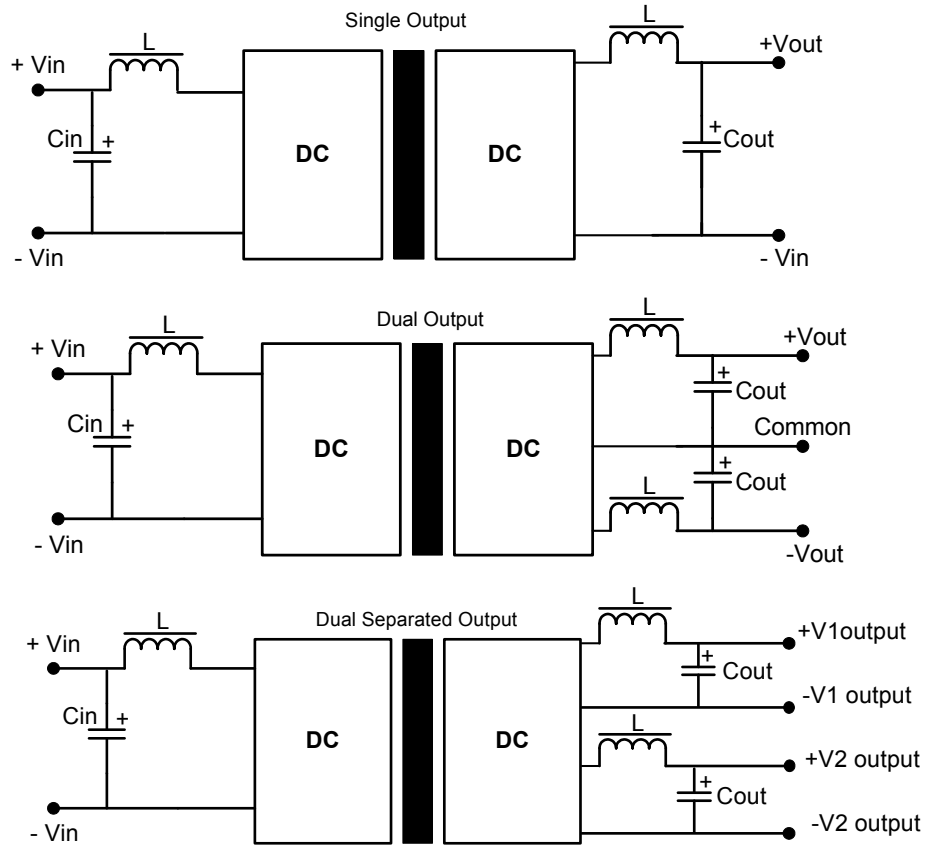 Single Output
L
L
+ Vin
+Vout
Cin
+
DC
DC
+
Cout
- Vin
- Vin
Dual Output
L
L
+ Vin
+Vout
+
Cout
Cin
+
Common
DC
DC
+
Cout
L
- Vin
-Vout
Dual Separated Output
L
L
+ Vin
+V1output
+
Cout
-V1 output
Cin
+
L
DC
DC
+V2 output
+
Cout
- Vin
-V2 output